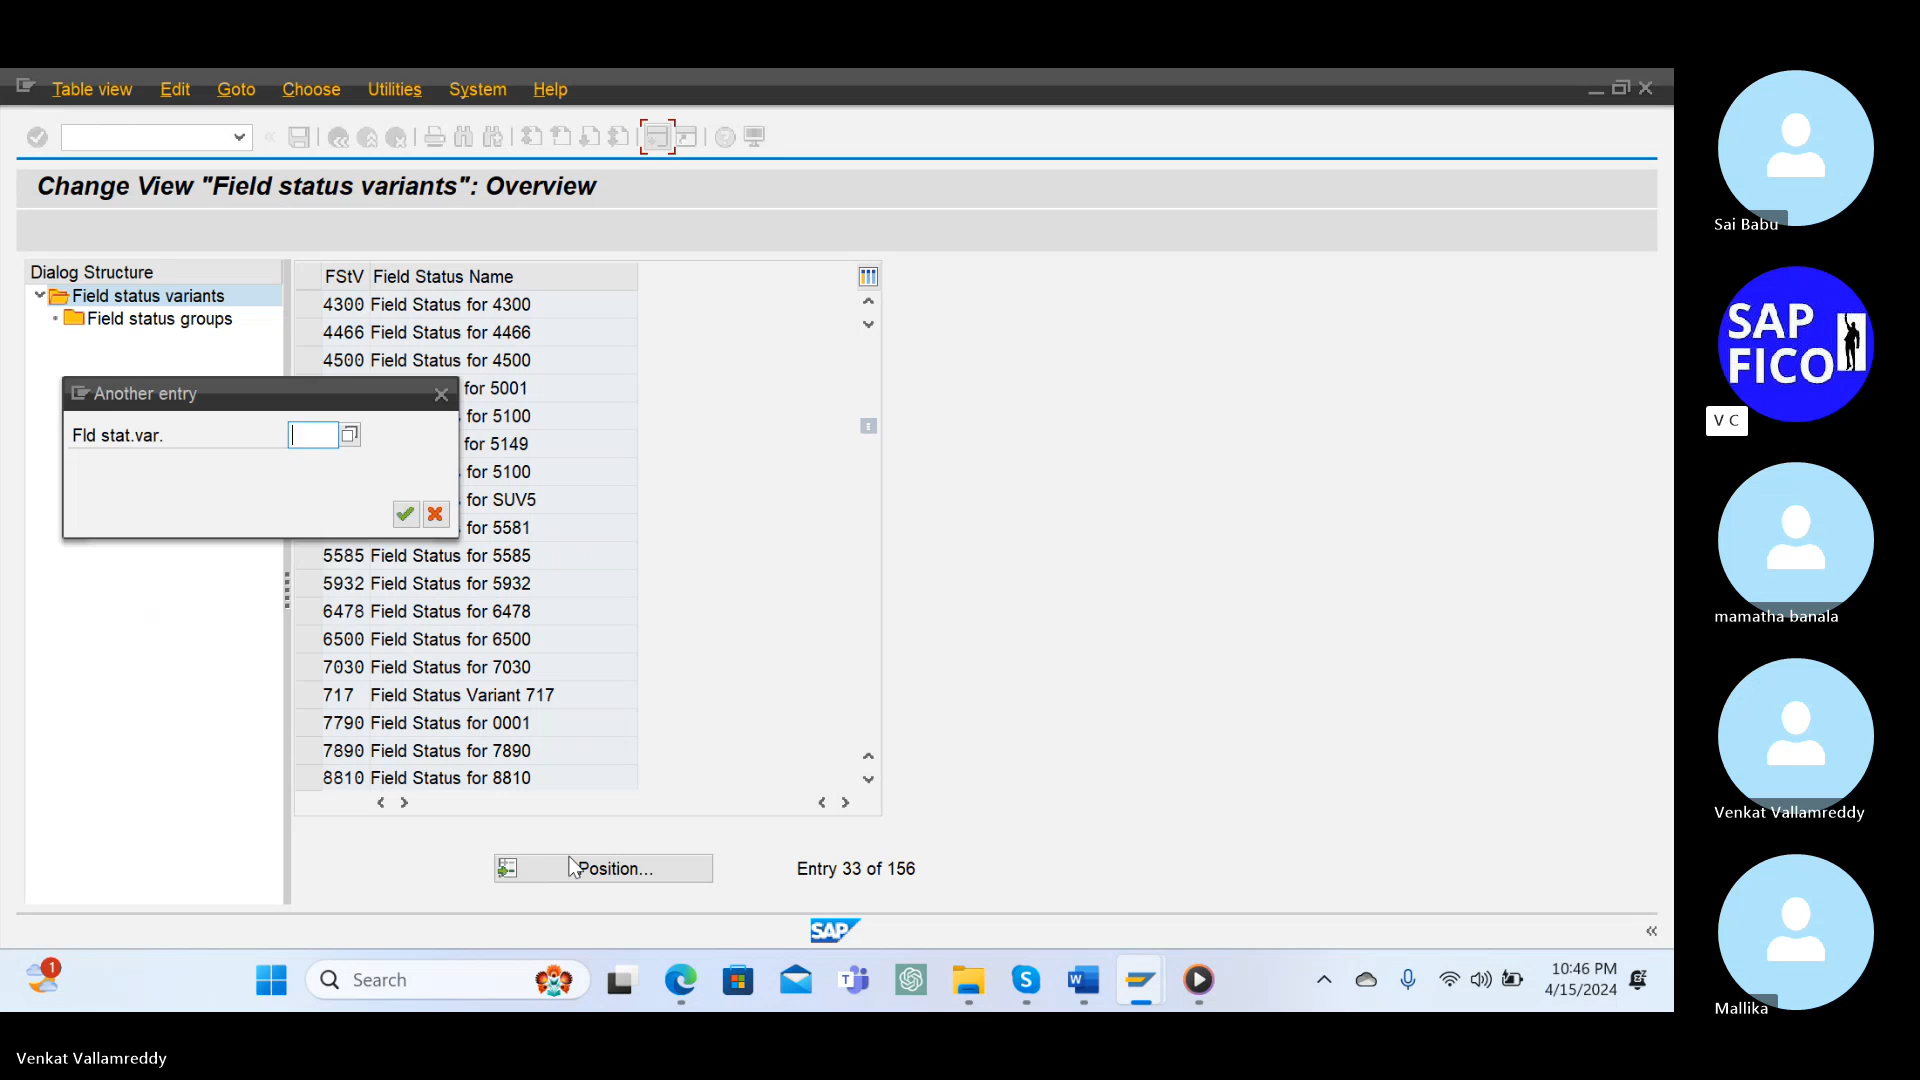 Table view Edit Goto Choose Utilities System Help
Change View "Field status variants": Overview
Dialog Structure
Field status variants
Field status groups
FStV Field Status Name
4300 Field Status for 4300
4466 Field Status for 4466
4500 Field Status for 4500
for 5001
for 5100
for 5149
for 5100
for SUV5
for 5581
5585 Field Status for 5585
5932 Field Status for 5932
6478 Field Status for 6478
6500 Field Status for 6500
7030 Field Status for 7030
717 Field Status Variant 717
7790 Field Status for 0001
7890 Field Status for 7890
8810 Field Status for 8810
Another entry
Fld stat.var.
Position...
Entry 33 of 156
SAP
1
Search
10:46 PM
4/15/2024
Sai Babu
SAP
FICO
V C
mamatha banala
Venkat Vallamreddy
Mallika
Venkat Vallamreddy